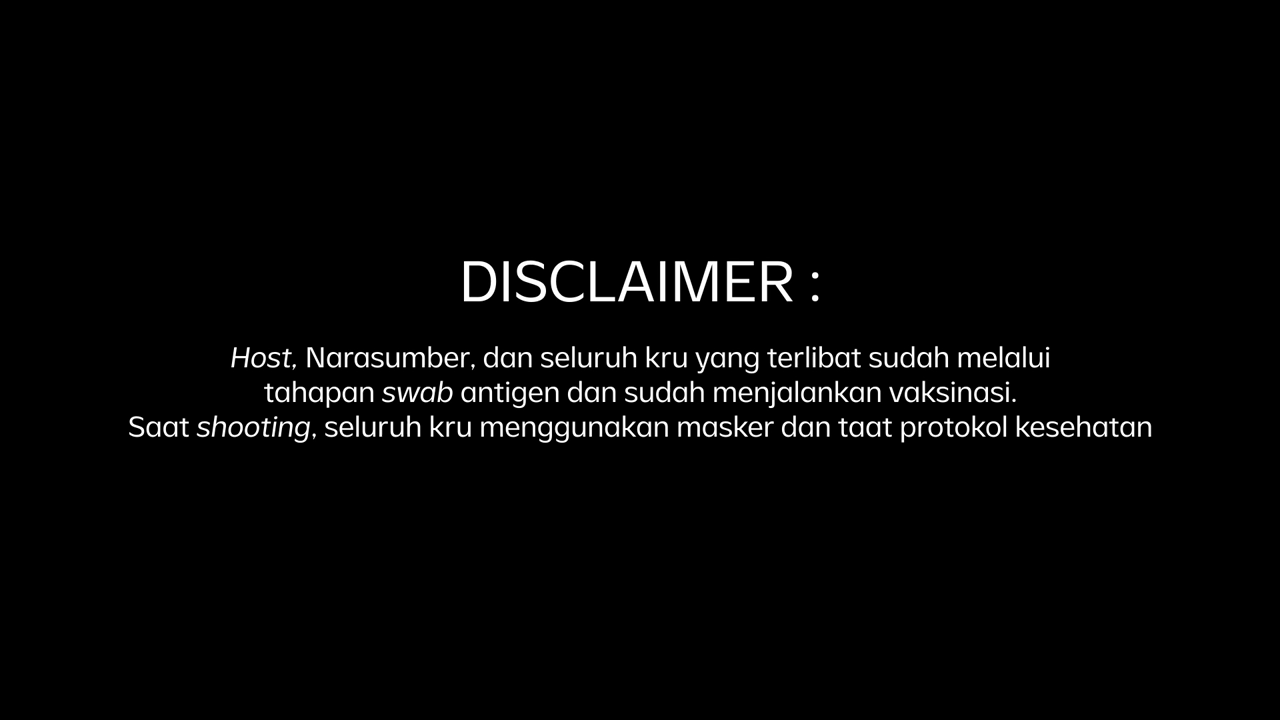 DISCLAIMER :
Host, Narasumber, dan seluruh kru yang terlibat sudah melalui
tahapan swab antigen dan sudah menjalankan vaksinasi.
Saat shooting, seluruh kru menggunakan masker dan taat protokol kesehatan